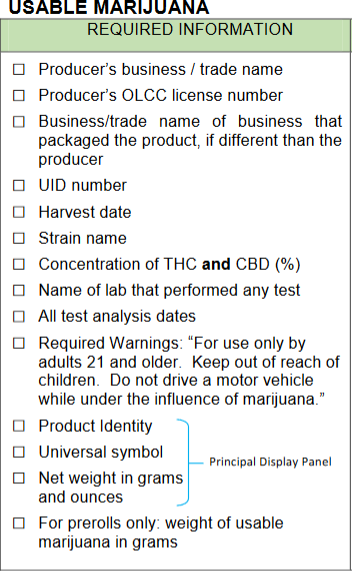 USABLE MARIJUANA
REQUIRED INFORMATION
☐ Producer's business / trade name
☐ Producer's OLCC license number
☐ Business/trade name of business that
packaged the product, if different than the
producer
☐ UID number
☐ Harvest date
☐ Strain name
☐ Concentration of THC and CBD (%)
☐ Name of lab that performed any test
☐ All test analysis dates
☐ Required Warnings: “For use only by
adults 21 and older.  Keep out of reach of
children.  Do not drive a motor vehicle
while under the influence of marijuana.”
☐ Product Identity
☐ Universal symbol
☐ Net weight in grams
and ounces
Principal Display Panel
☐ For prerolls only: weight of usable
marijuana in grams